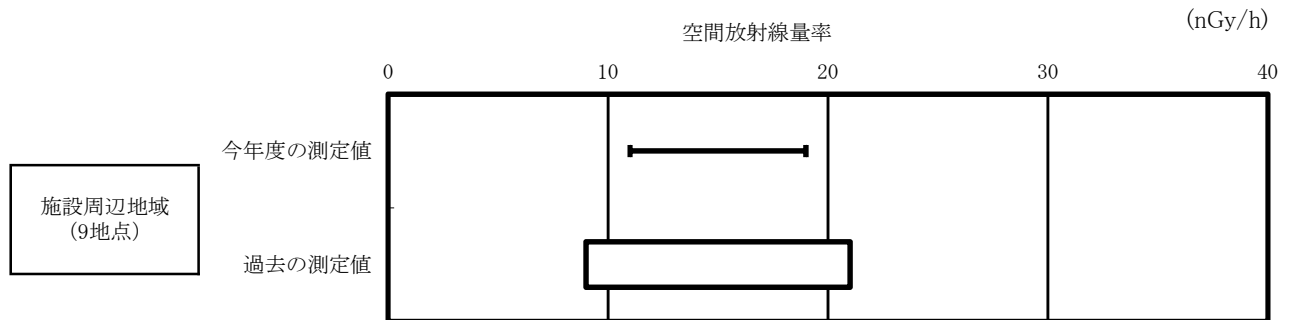 (nGy/h)
空間放射線量率
0 10 20 30 40
今年度の測定値
施設周辺地域
(9地点)
過去の測定値